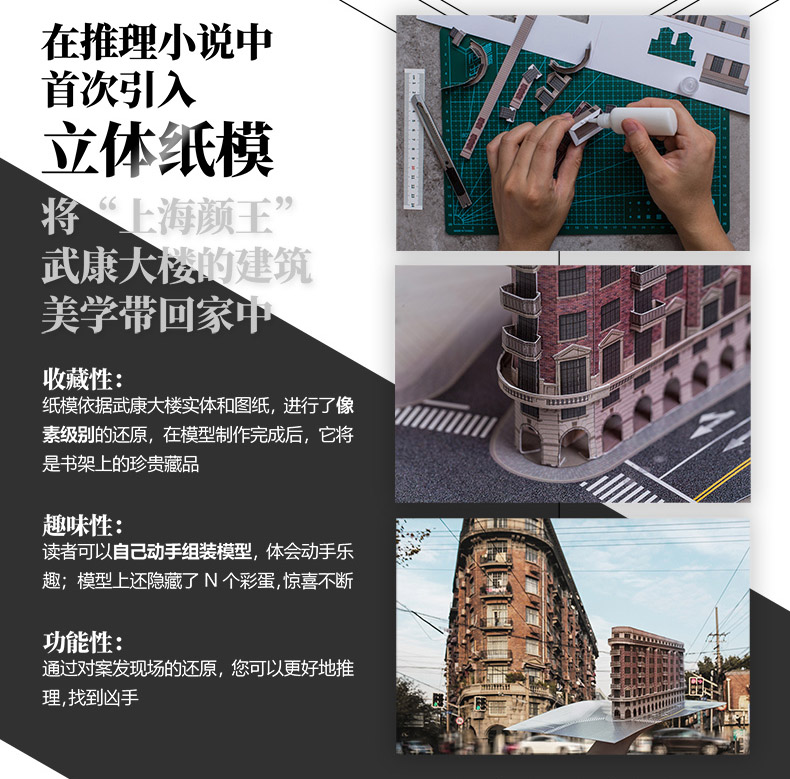 在推理小说中
首次引入
立体纸模
将“上海颜王”
武康大楼的建筑
美学带回家中
收藏性：
纸模依据武康大楼实体和图纸，进行了像
素级别的还原，在模型制作完成后，它将
是书架上的珍贵藏品
趣味性：
读者可以自己动手组装模型，体会动手乐
趣；模型上还隐藏了 N 个彩蛋,惊喜不断
功能性：
通过对案发现场的还原，您可以更好地推
理,找到凶手